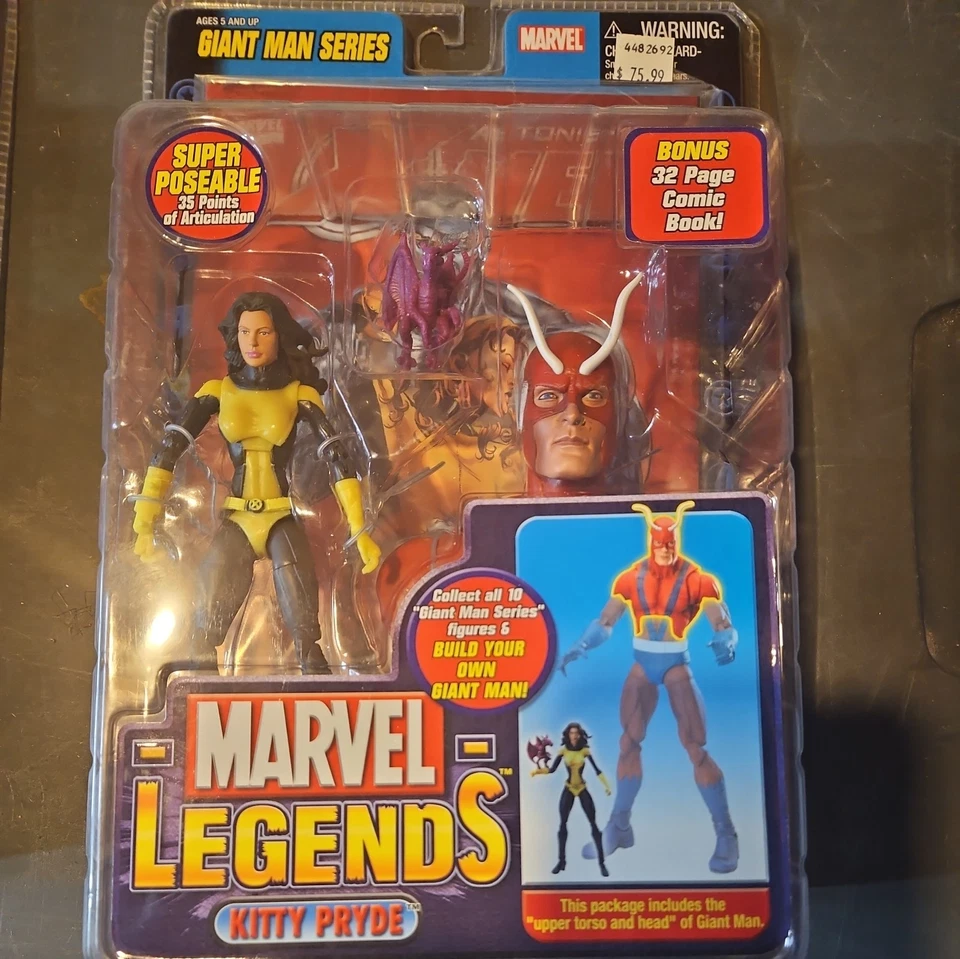 AGES 5 AND UP
GIANT MAN SERIES
MARVEL
WARNING:
4482692
$ 75.99
SUPER
POSEABLE
35 Points
of Articulation
BONUS
32 Page
Comic
Book!
Collect all 10
"Giant Man Series"
figures &
BUILD YOUR
OWN
GIANT MAN!
MARVEL
LEGENDS™
KITTY PRYDE™
This package includes the
"upper torso and head" of Giant Man.